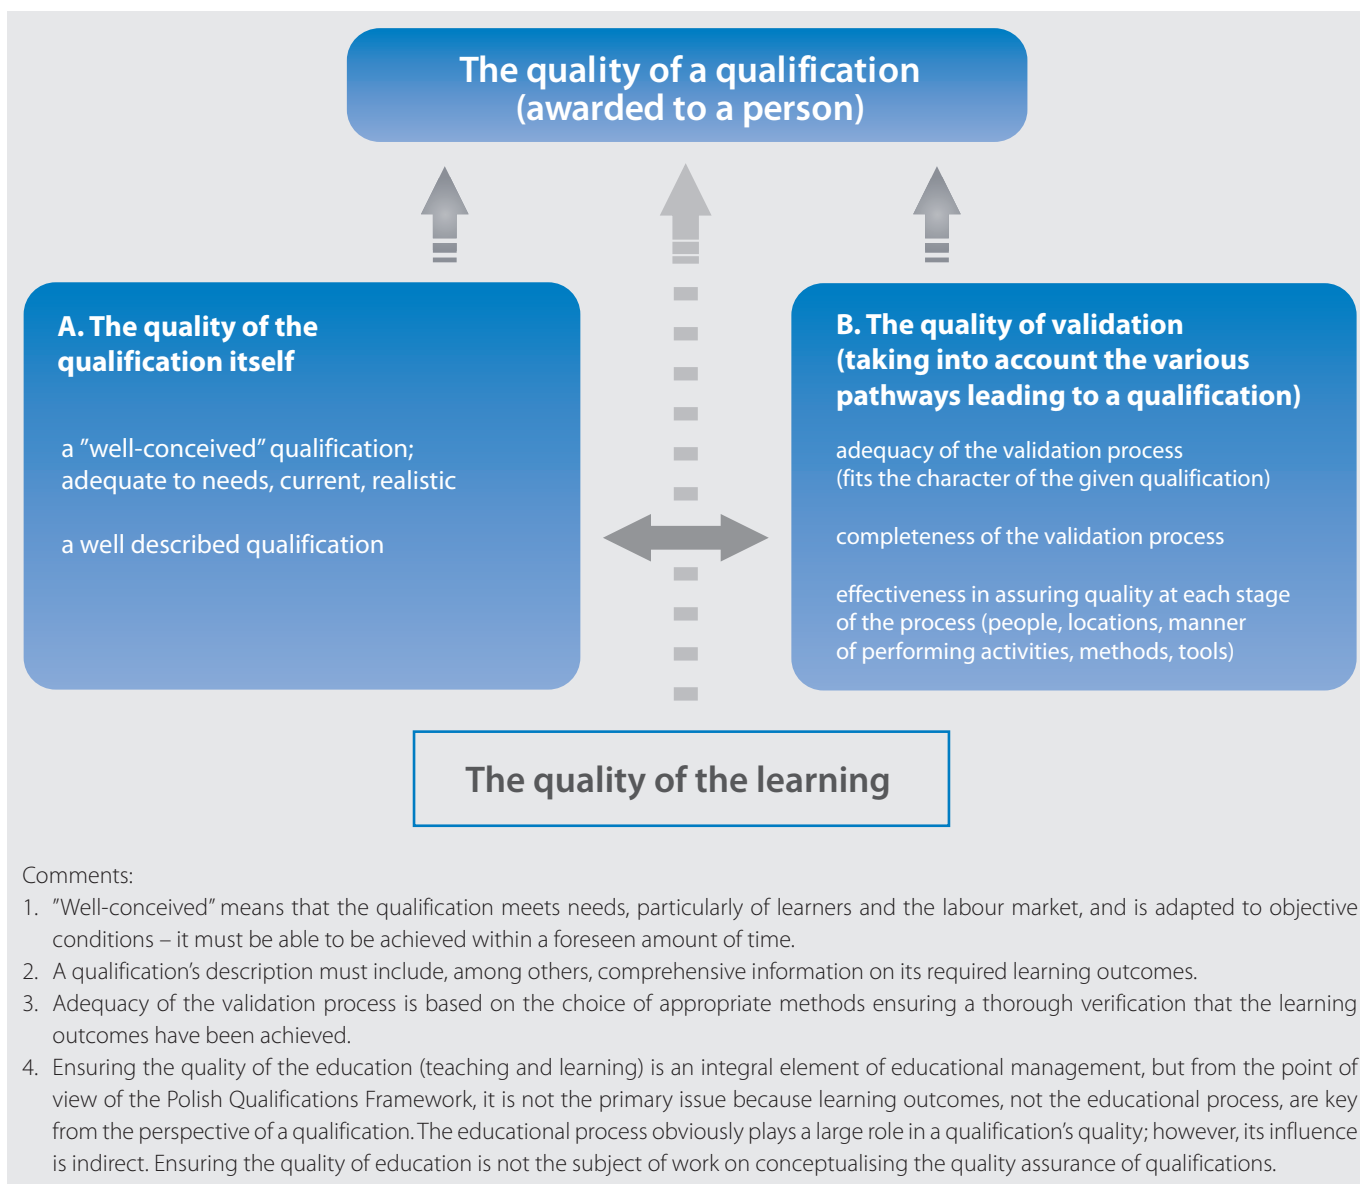 The quality of a qualification
(awarded to a person)
A. The quality of the
qualification itself
a ”well-conceived” qualification;
adequate to needs, current, realistic
a well described qualification
B. The quality of validation
(taking into account the various
pathways leading to a qualification)
adequacy of the validation process
(fits the character of the given qualification)
completeness of the validation process
effectiveness in assuring quality at each stage
of the process (people, locations, manner
of performing activities, methods, tools)
The quality of the learning
Comments:
1. ”Well-conceived” means that the qualification meets needs, particularly of learners and the labour market, and is adapted to objective
conditions – it must be able to be achieved within a foreseen amount of time.
2. A qualification’s description must include, among others, comprehensive information on its required learning outcomes.
3. Adequacy of the validation process is based on the choice of appropriate methods ensuring a thorough verification that the learning
outcomes have been achieved.
4. Ensuring the quality of the education (teaching and learning) is an integral element of educational management, but from the point of
view of the Polish Qualifications Framework, it is not the primary issue because learning outcomes, not the educational process, are key
from the perspective of a qualification. The educational process obviously plays a large role in a qualification’s quality; however, its influence
is indirect. Ensuring the quality of education is not the subject of work on conceptualising the quality assurance of qualifications.